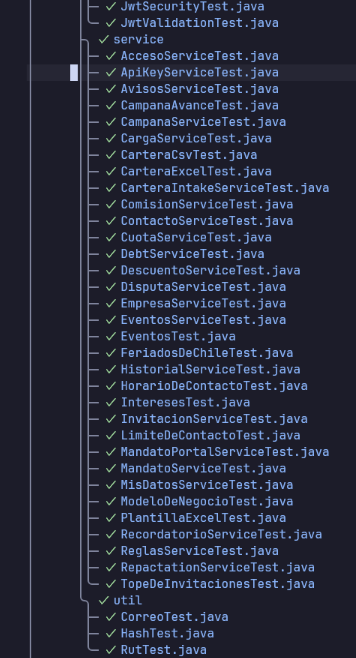 ✓ JwtSecurityTest.java
✓ JwtValidationTest.java
✓ service
✓ AccesoServiceTest.java
✓ ApiKeyServiceTest.java
✓ AvisosServiceTest.java
✓ CampanaAvanceTest.java
✓ CampanaServiceTest.java
✓ CargaServiceTest.java
✓ CarteraCsvTest.java
✓ CarteraExcelTest.java
✓ CarteraIntakeServiceTest.java
✓ ComisionServiceTest.java
✓ ContactoServiceTest.java
✓ CuotaServiceTest.java
✓ DebtServiceTest.java
✓ DescuentoServiceTest.java
✓ DisputaServiceTest.java
✓ EmpresaServiceTest.java
✓ EventosServiceTest.java
✓ EventosTest.java
✓ FeriadosDeChileTest.java
✓ HistorialServiceTest.java
✓ HorarioDeContactoTest.java
✓ InteresesTest.java
✓ InvitacionServiceTest.java
✓ LimiteDeContactoTest.java
✓ MandatoPortalServiceTest.java
✓ MandatoServiceTest.java
✓ MisDatosServiceTest.java
✓ ModeloDeNegocioTest.java
✓ PlantillaExcelTest.java
✓ RecordatorioServiceTest.java
✓ ReglasServiceTest.java
✓ RepactationServiceTest.java
✓ TopeDeInvitacionesTest.java
✓ util
✓ CorreoTest.java
✓ HashTest.java
✓ RutTest.java